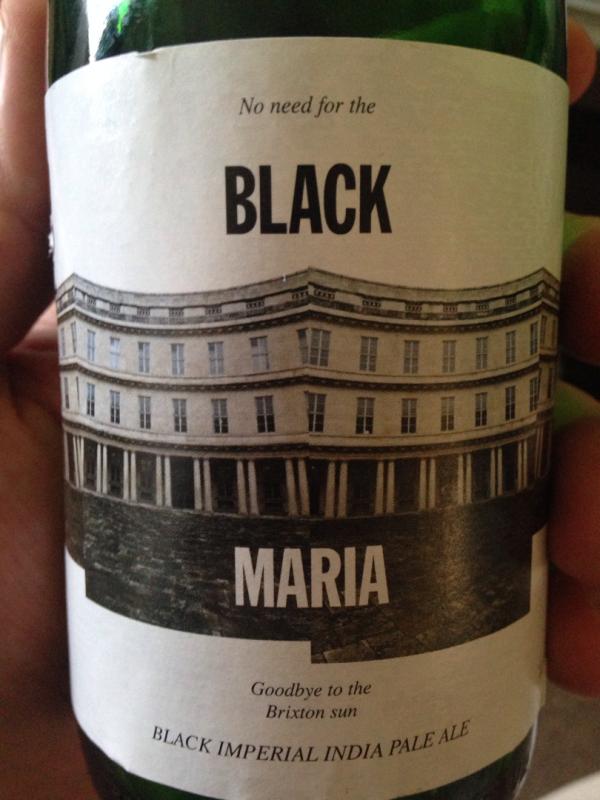 No need for the
BLACK
MARIA
Goodbye to the
Brixton sun
BLACK IMPERIAL INDIA PALE ALE